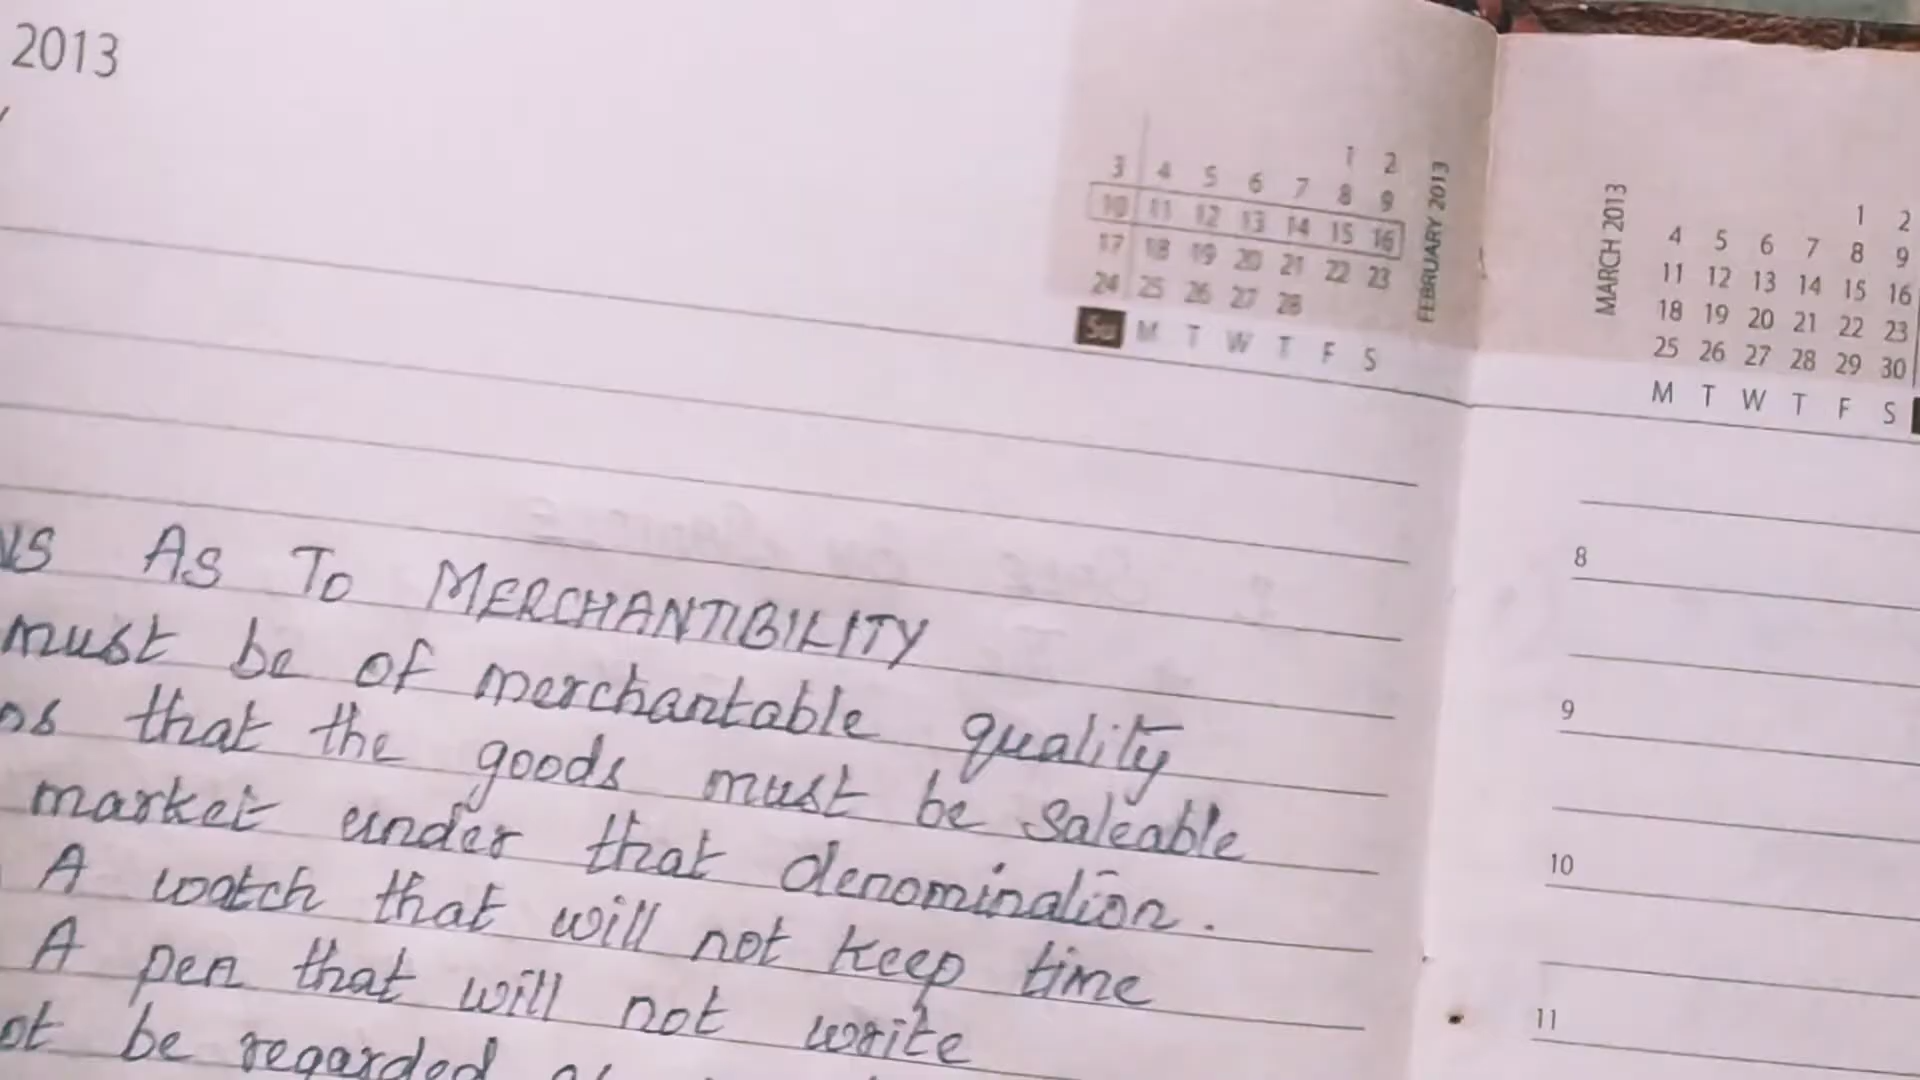 2013
1 2
3 4 5 6 7 8 9
10 11 12 13 14 15 16
17 18 19 20 21 22 23
24 25 26 27 28
Su M T W T F S
FEBRUARY 2013
MARCH 2013
1 2
4 5 6 7 8 9
11 12 13 14 15 16
18 19 20 21 22 23
25 26 27 28 29 30
M T W T F S
AS TO MERCHANTIBILITY
must be of merchantable quality
that the goods must be saleable
market under that denomination.
A watch that will not keep time
A pen that will not write
be regarded
8
9
10
11